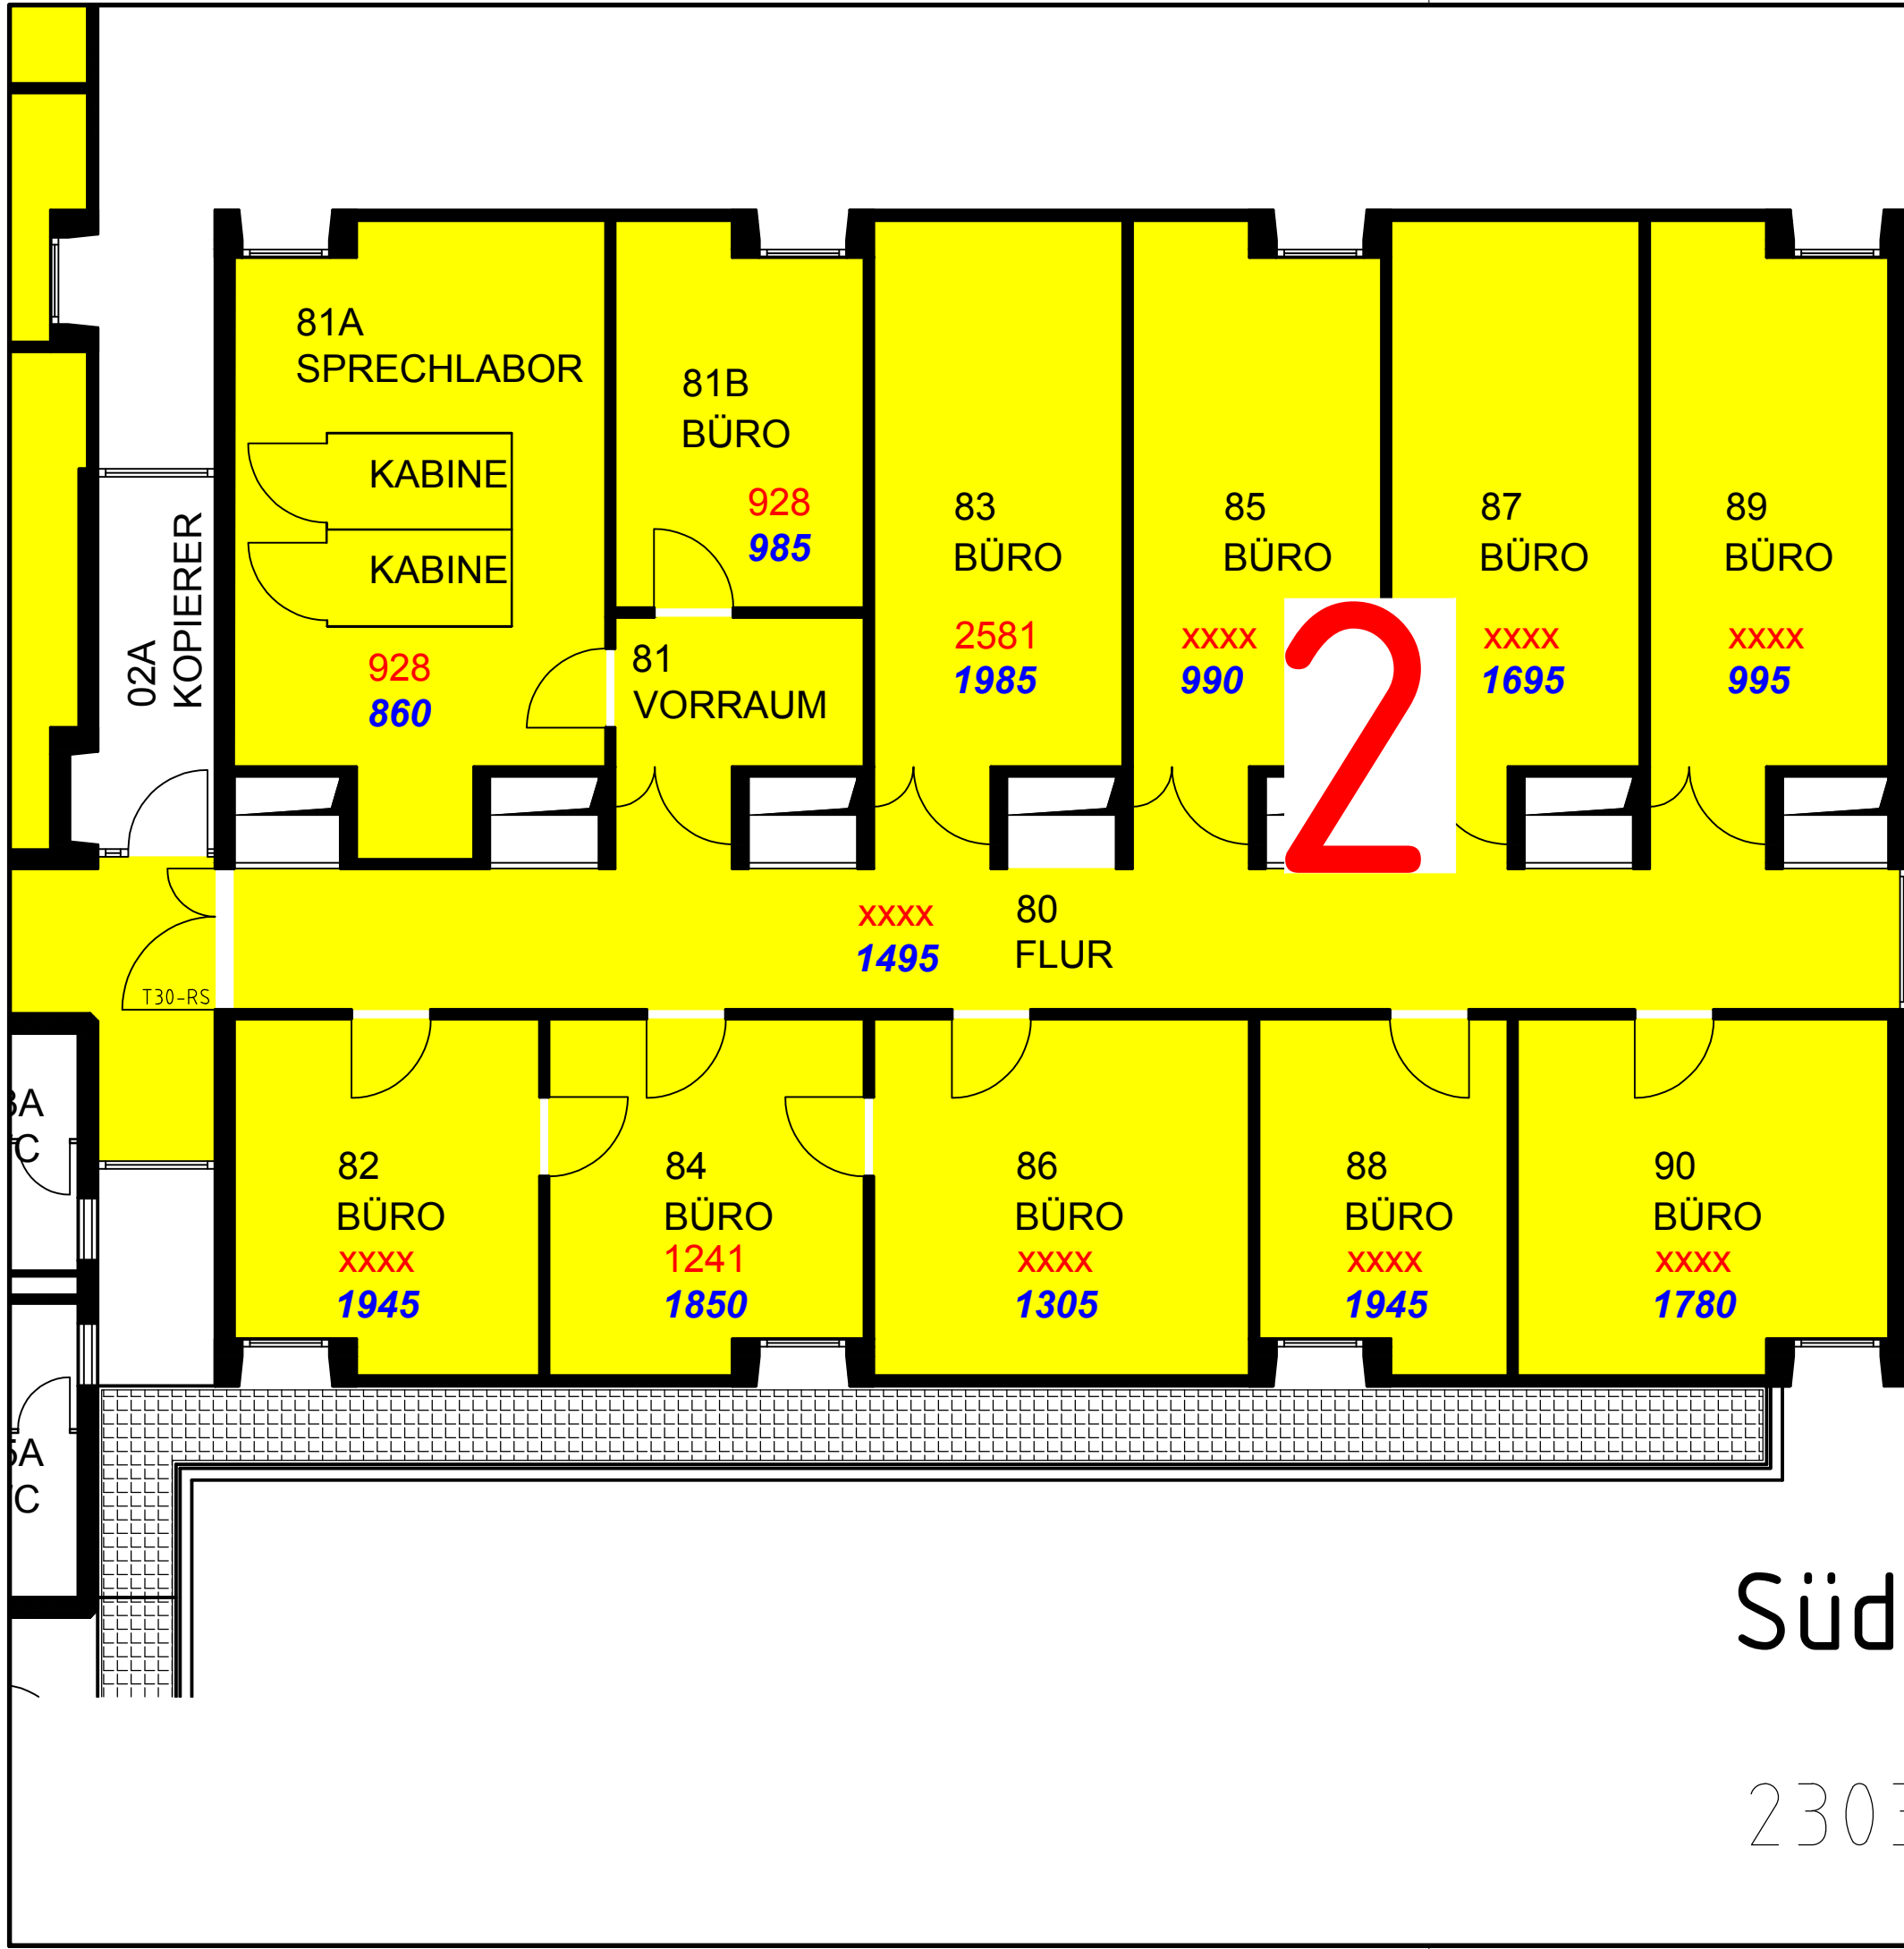 81A
SPRECHLABOR
KABINE
KABINE
928
860
81B
BÜRO
928
985
81
VORRAUM
83
BÜRO
2581
1985
85
BÜRO
xxxx
990
2
87
BÜRO
xxxx
1695
89
BÜRO
xxxx
995
02A
KOPIERER
xxxx
1495
80
FLUR
T30-RS
82
BÜRO
xxxx
1945
84
BÜRO
1241
1850
86
BÜRO
xxxx
1305
88
BÜRO
xxxx
1945
90
BÜRO
xxxx
1780
Süd